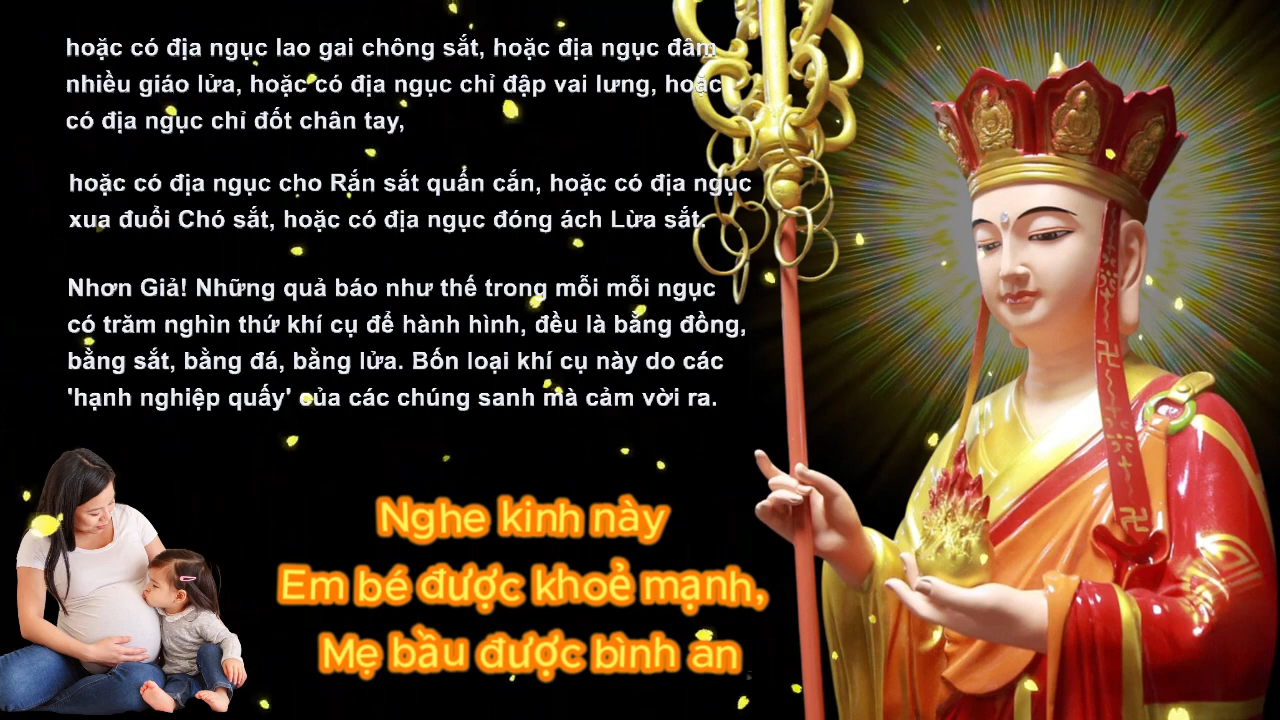 hoặc có địa ngục lao gai chông sắt, hoặc địa ngục đâm
nhiều giáo lửa, hoặc có địa ngục chỉ đập vai lưng, hoặc
có địa ngục chỉ đốt chân tay,
hoặc có địa ngục cho Rắn sắt quấn cắn, hoặc có địa ngục
xua đuổi Chó sắt, hoặc có địa ngục đóng ách Lừa sắt.
Nhơn Giả! Những quả báo như thế trong mỗi mỗi ngục
có trăm nghìn thứ khí cụ để hành hình, đều là bằng đồng,
bằng sắt, bằng đá, bằng lửa. Bốn loại khí cụ này do các
'hạnh nghiệp quấy' của các chúng sanh mà cảm vời ra.
Nghe kinh này
Em bé được khoẻ mạnh,
Mẹ bầu được bình an